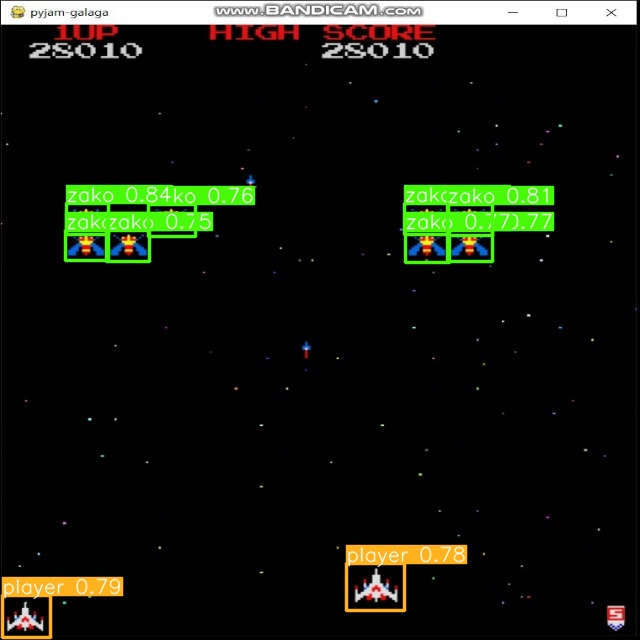 pyjam-galaga
www.BANDICAM.com
1UP HIGH SCORE
28010 28010
zako 0.84 ko 0.76 zako 0.81
zako 0.75 0.77
player 0.78
player 0.79
S